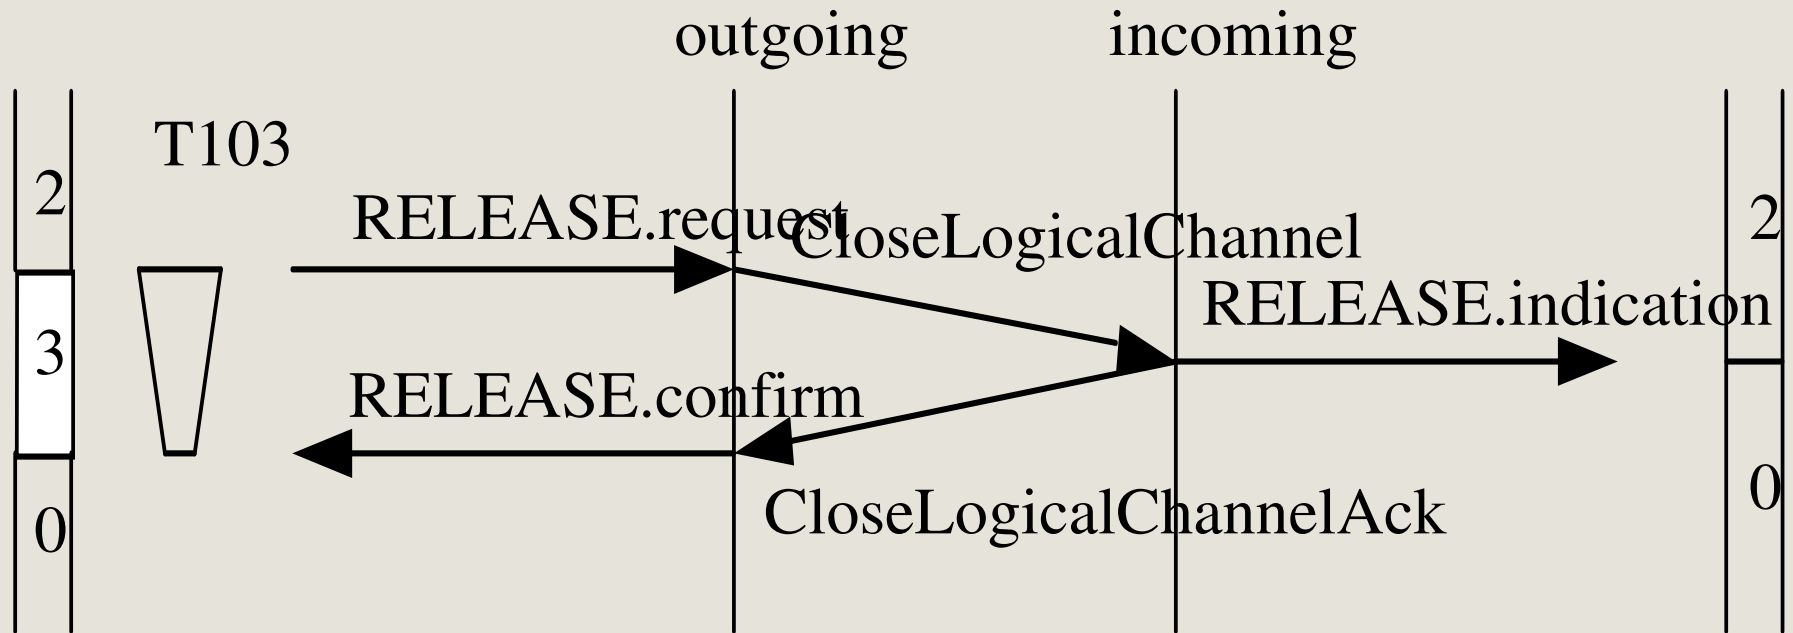 outgoing
incoming
T103
2
RELEASE.request
CloseLogicalChannel
2
RELEASE.indication
3
RELEASE.confirm
0
CloseLogicalChannelAck
0